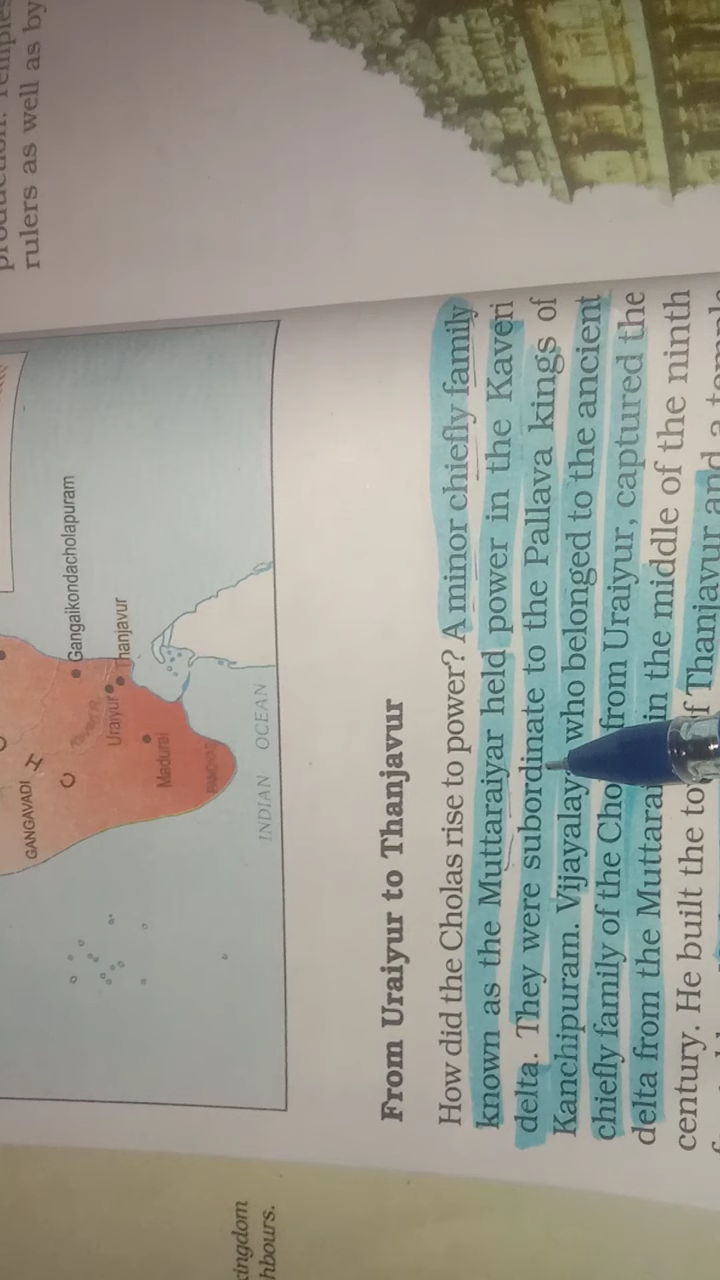 rulers as well as by
Gangaikondacholapuram
Thanjavur
Uraiyur
GANGAVADI
Madurai
INDIAN OCEAN
kingdom
hbours.
From Uraiyur to Thanjavur
How did the Cholas rise to power? A minor chiefly family
known as the Muttaraiyar held power in the Kaveri
delta. They were subordinate to the Pallava kings of
Kanchipuram. Vijayalaya who belonged to the ancient
chiefly family of the Cho from Uraiyur, captured the
delta from the Muttarai in the middle of the ninth
century. He built the to f Thanjavur and a temple